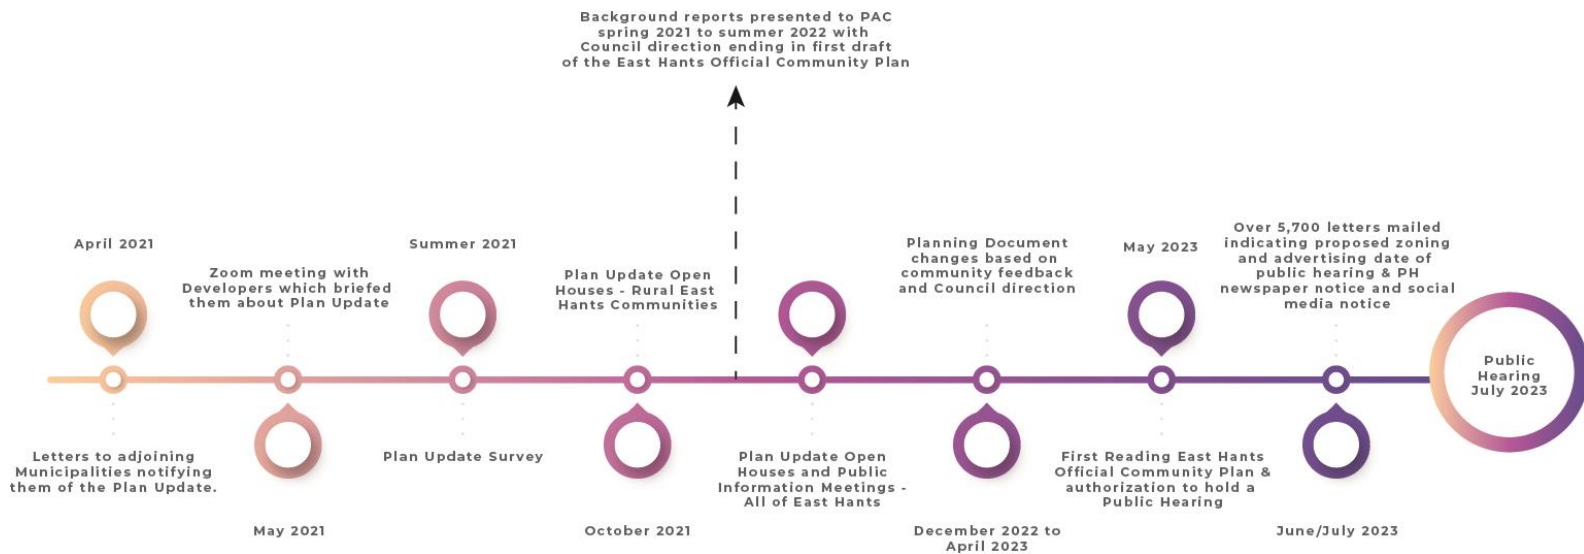 Background reports presented to PAC
spring 2021 to summer 2022 with
Council direction ending in first draft
of the East Hants Official Community Plan
April 2021
Letters to adjoining
Municipalities notifying
them of the Plan Update.
Zoom meeting with
Developers which briefed
them about Plan Update
May 2021
Summer 2021
Plan Update Survey
Plan Update Open
Houses - Rural East
Hants Communities
October 2021
Plan Update Open
Houses and Public
Information Meetings -
All of East Hants
Planning Document
changes based on
community feedback
and Council direction
December 2022 to
April 2023
May 2023
First Reading East Hants
Official Community Plan &
authorization to hold a
Public Hearing
Over 5,700 letters mailed
indicating proposed zoning
and advertising date of
public hearing & PH
newspaper notice and social
media notice
June/July 2023
Public
Hearing
July 2023